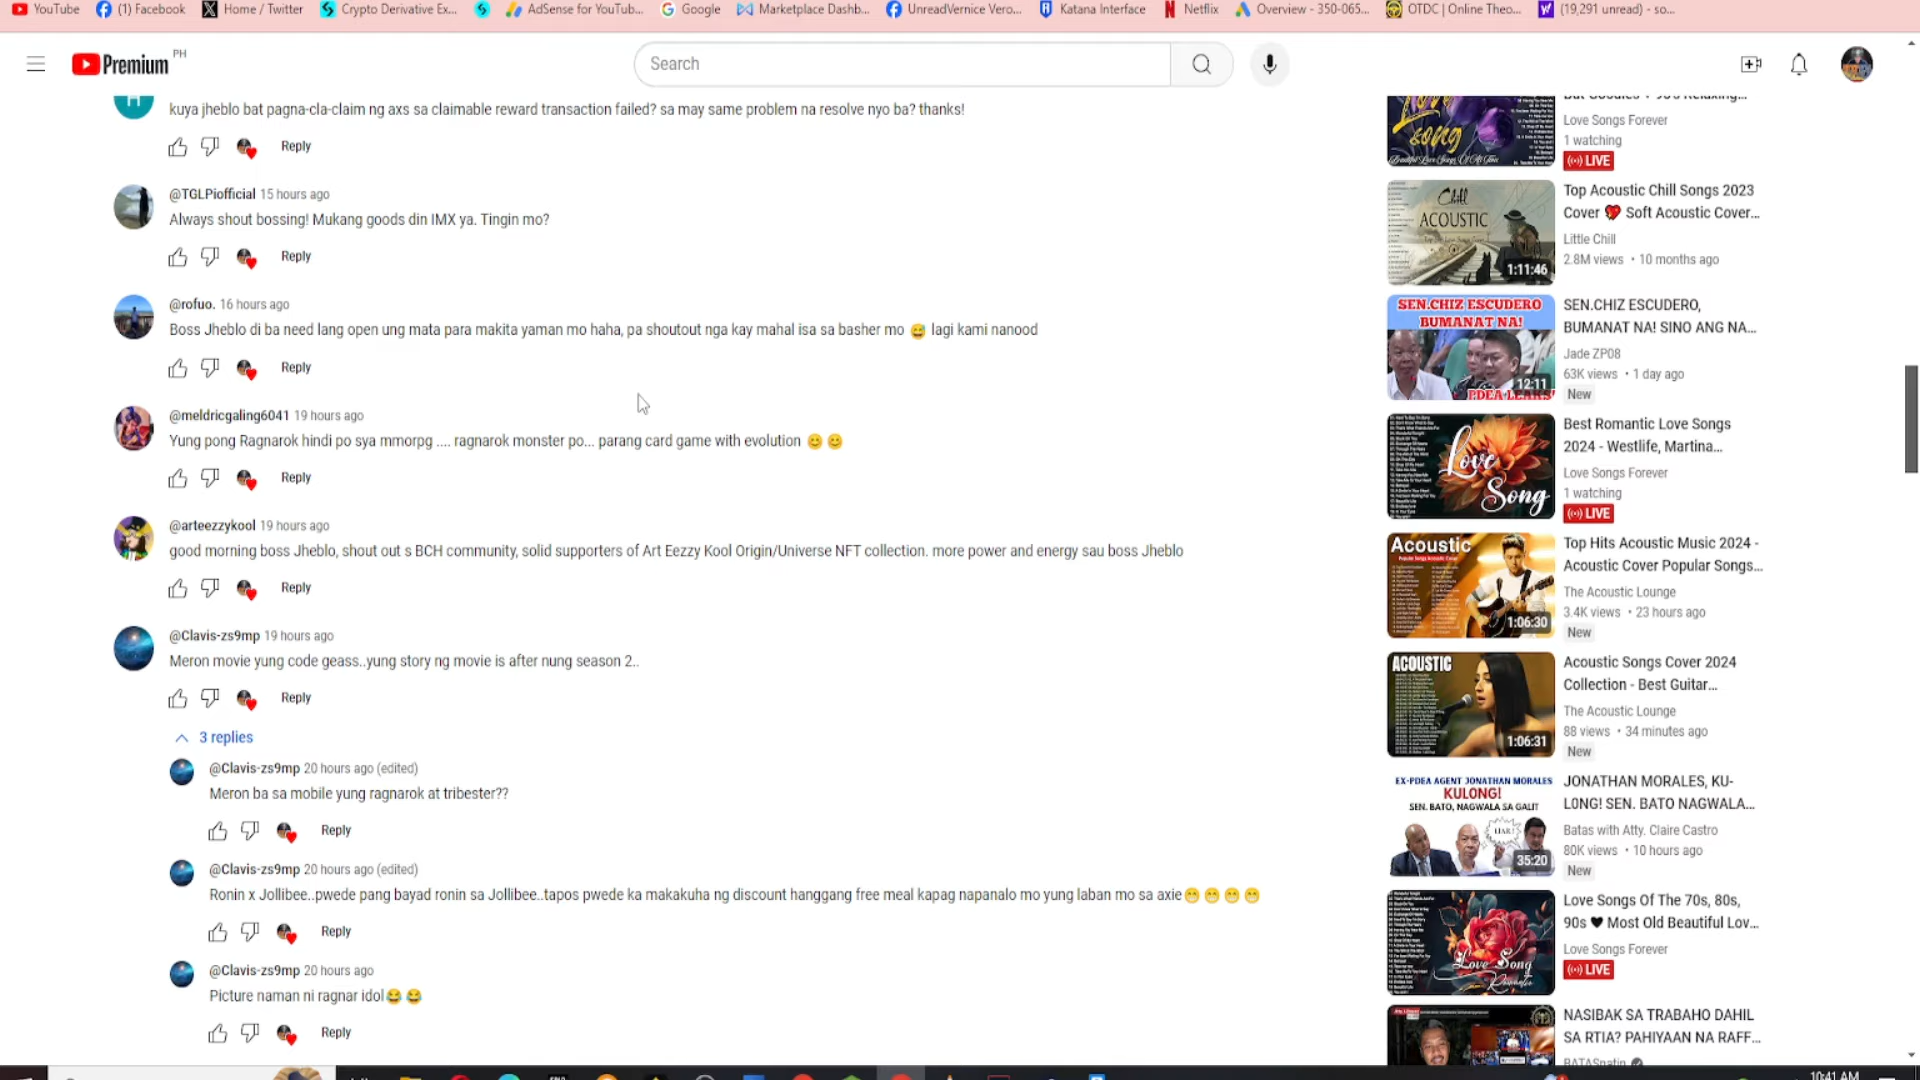 YouTube
(1) Facebook
Home / Twitter
Crypto Derivative Ex...
AdSense for YouTub...
Google
Marketplace Dashb...
UnreadVernice Vero...
Katana Interface
Netflix
Overview - 350-065...
OTDC | Online Theo...
(19,291 unread) - so...
Premium PH
Search
kuya jheblo bat pagna-cla-claim ng axs sa claimable reward transaction failed? sa may same problem na resolve nyo ba? thanks!
Reply
@TGLPiofficial 15 hours ago
Always shout bossing! Mukang goods din IMX ya. Tingin mo?
Reply
@rofuo. 16 hours ago
Boss Jheblo di ba need lang open ung mata para makita yaman mo haha, pa shoutout nga kay mahal isa sa basher mo 😅 lagi kami nanood
Reply
@meldricgaling6041 19 hours ago
Yung pong Ragnarok hindi po sya mmorpg .... ragnarok monster po... parang card game with evolution 😊 😊
Reply
@arteezzykool 19 hours ago
good morning boss Jheblo, shout out s BCH community, solid supporters of Art Eezzy Kool Origin/Universe NFT collection. more power and energy sau boss Jheblo
Reply
@Clavis-zs9mp 19 hours ago
Meron movie yung code geass..yung story ng movie is after nung season 2..
Reply
3 replies
@Clavis-zs9mp 20 hours ago (edited)
Meron ba sa mobile yung ragnarok at tribester??
Reply
@Clavis-zs9mp 20 hours ago (edited)
Ronin x Jollibee..pwede pang bayad ronin sa Jollibee..tapos pwede ka makakuha ng discount hanggang free meal kapag napanalo mo yung laban mo sa axie😁 😁 😁 😁
Reply
@Clavis-zs9mp 20 hours ago
Picture naman ni ragnar idol😂 😂
Reply
song
Love Songs Forever
1 watching
LIVE
Chill
ACOUSTIC
1:11:46
Top Acoustic Chill Songs 2023
Cover 💖 Soft Acoustic Cover...
Little Chill
2.8M views • 10 months ago
SEN.CHIZ ESCUDERO
BUMANAT NA!
PDEA LEAKS
12:11
SEN.CHIZ ESCUDERO,
BUMANAT NA! SINO ANG NA...
Jade ZP08
63K views • 1 day ago
New
Love
Song
Best Romantic Love Songs
2024 - Westlife, Martina...
Love Songs Forever
1 watching
LIVE
Acoustic
1:06:30
Top Hits Acoustic Music 2024 -
Acoustic Cover Popular Songs...
The Acoustic Lounge
3.4K views • 23 hours ago
New
ACOUSTIC
1:06:31
Acoustic Songs Cover 2024
Collection - Best Guitar...
The Acoustic Lounge
88 views • 34 minutes ago
New
EX-PDEA AGENT JONATHAN MORALES
KULONG!
SEN. BATO, NAGWALA SA GALIT
LIAR!
35:20
JONATHAN MORALES, KU-
L0NG! SEN. BATO NAGWALA...
Batas with Atty. Claire Castro
80K views • 10 hours ago
New
Love Song
Love Songs Of The 70s, 80s,
90s ♥ Most Old Beautiful Lov...
Love Songs Forever
LIVE
NASIBAK SA TRABAHO DAHIL
SA RTIA? PAHIYAAN NA RAFF...
BATASnatin
10:41 AM